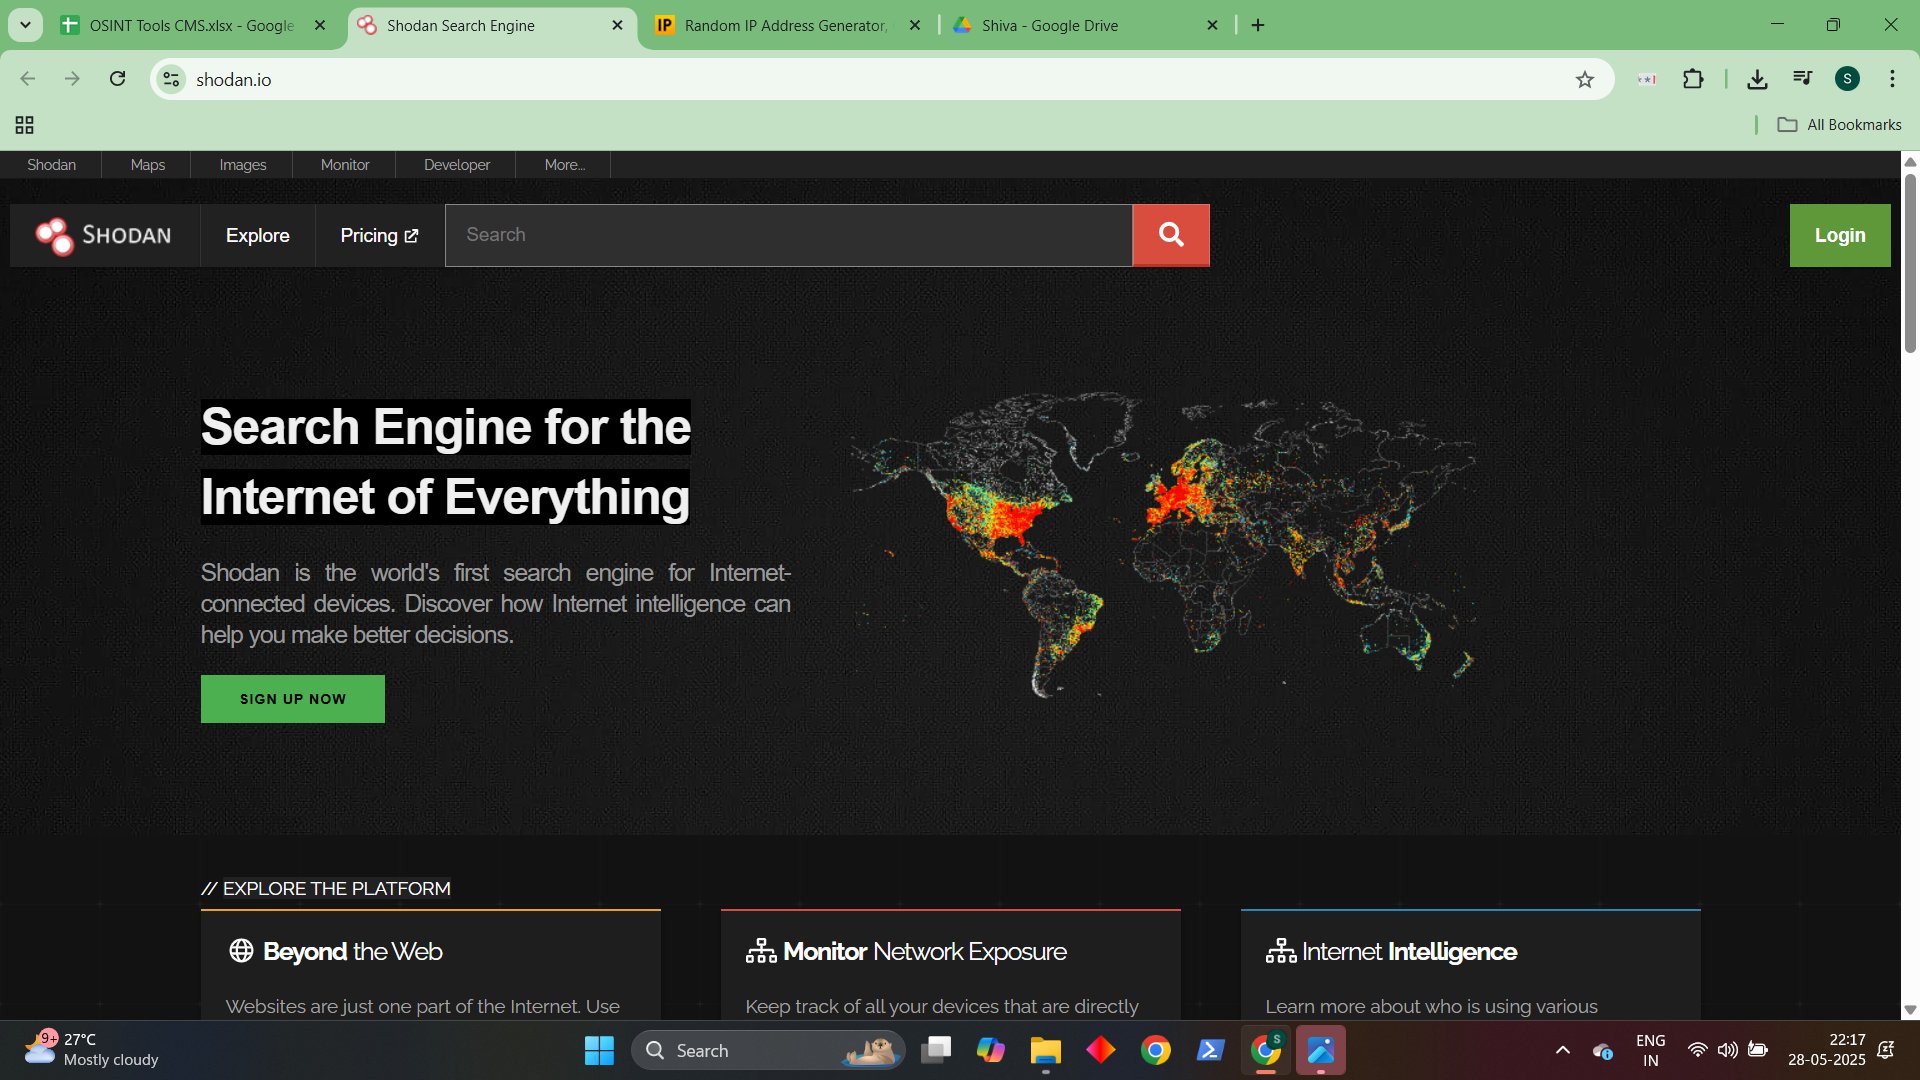 OSINT Tools CMS.xlsx - Google
Shodan Search Engine
IP
Random IP Address Generator,
Shiva - Google Drive
shodan.io
S
All Bookmarks
Shodan
Maps
Images
Monitor
Developer
More...
SHODAN
Explore
Pricing
Search
Login
Search Engine for the
Internet of Everything
Shodan is the world's first search engine for Internet-
connected devices. Discover how Internet intelligence can
help you make better decisions.
SIGN UP NOW
// EXPLORE THE PLATFORM
Beyond the Web
Monitor Network Exposure
Internet Intelligence
Websites are just one part of the Internet. Use
Keep track of all your devices that are directly
Learn more about who is using various
9+
27°C
Mostly cloudy
Search
S
ENG
IN
22:17
28-05-2025